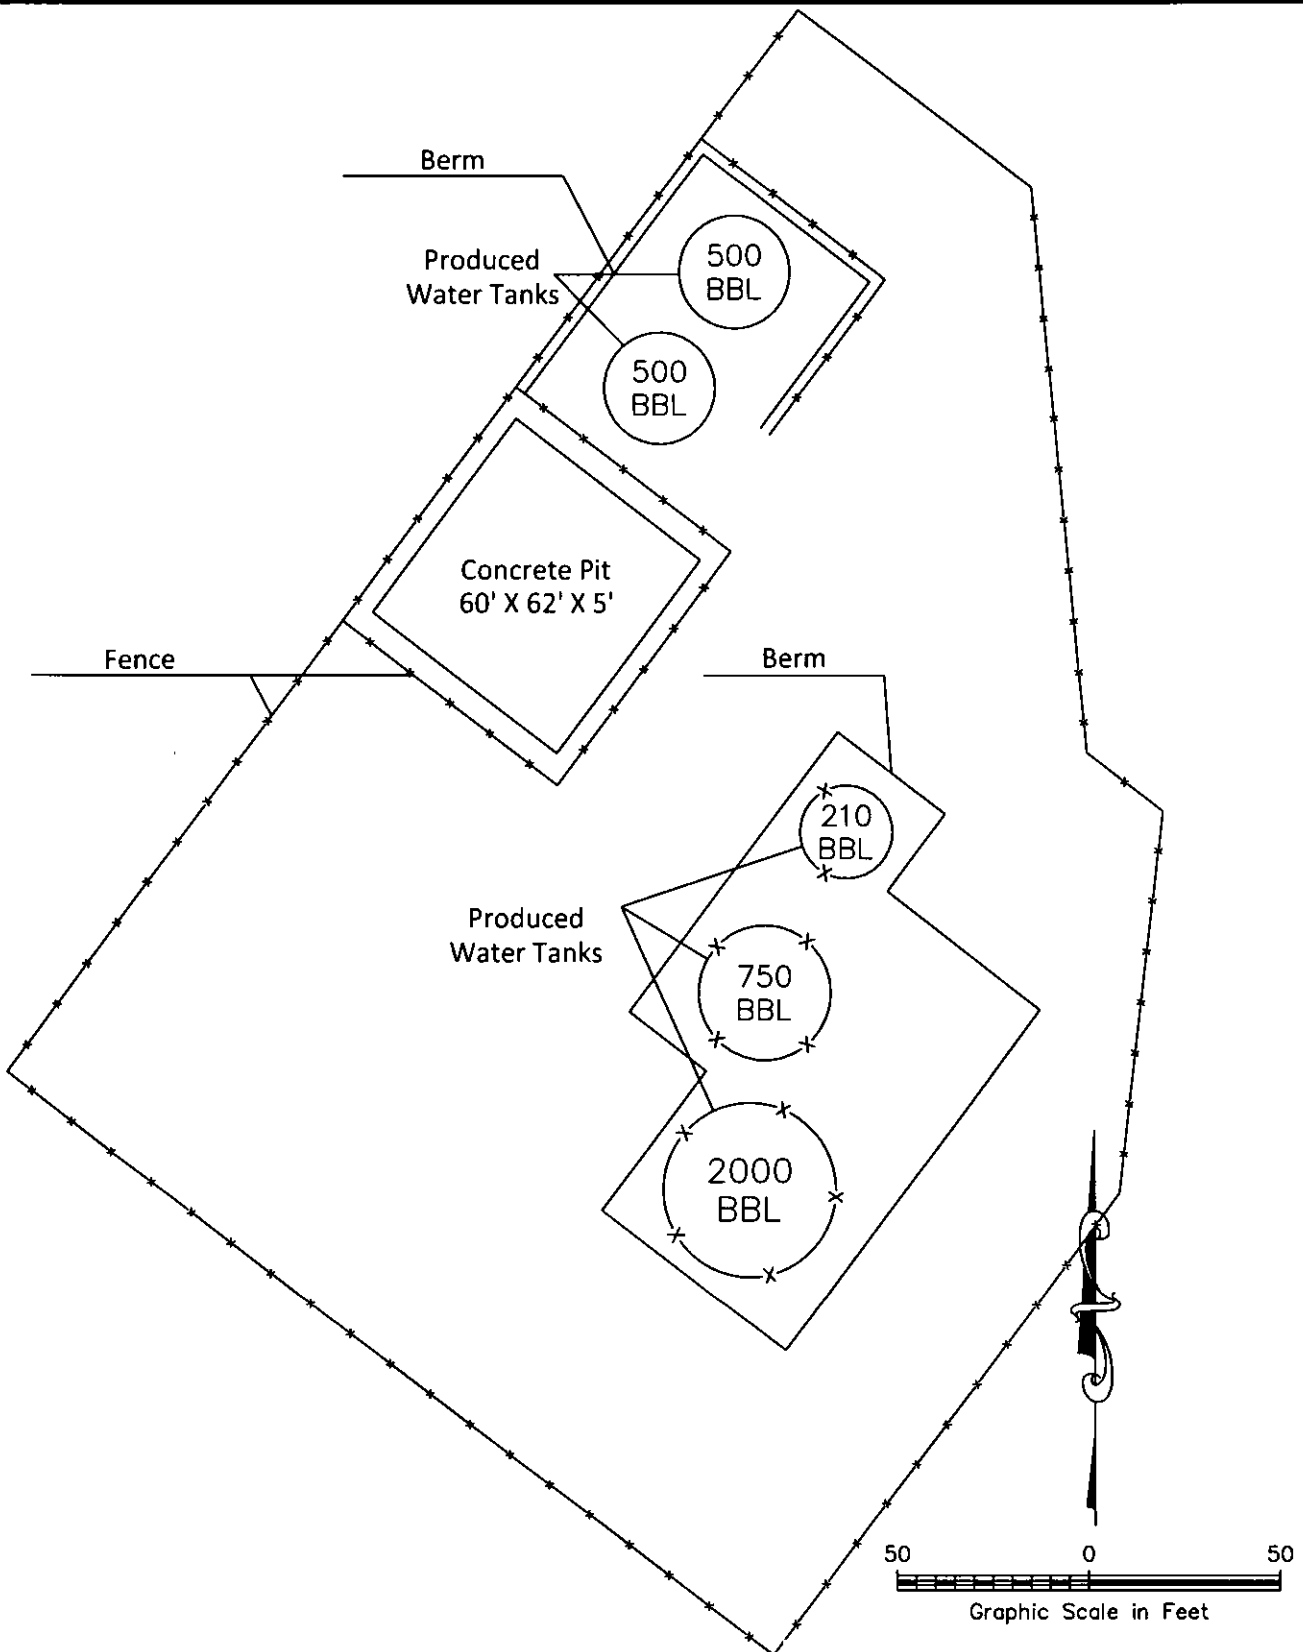 Berm
Produced
Water Tanks
500
BBL
500
BBL
Concrete Pit
60' X 62' X 5'
Fence
Berm
210
BBL
Produced
Water Tanks
750
BBL
2000
BBL
50 0 50
Graphic Scale in Feet